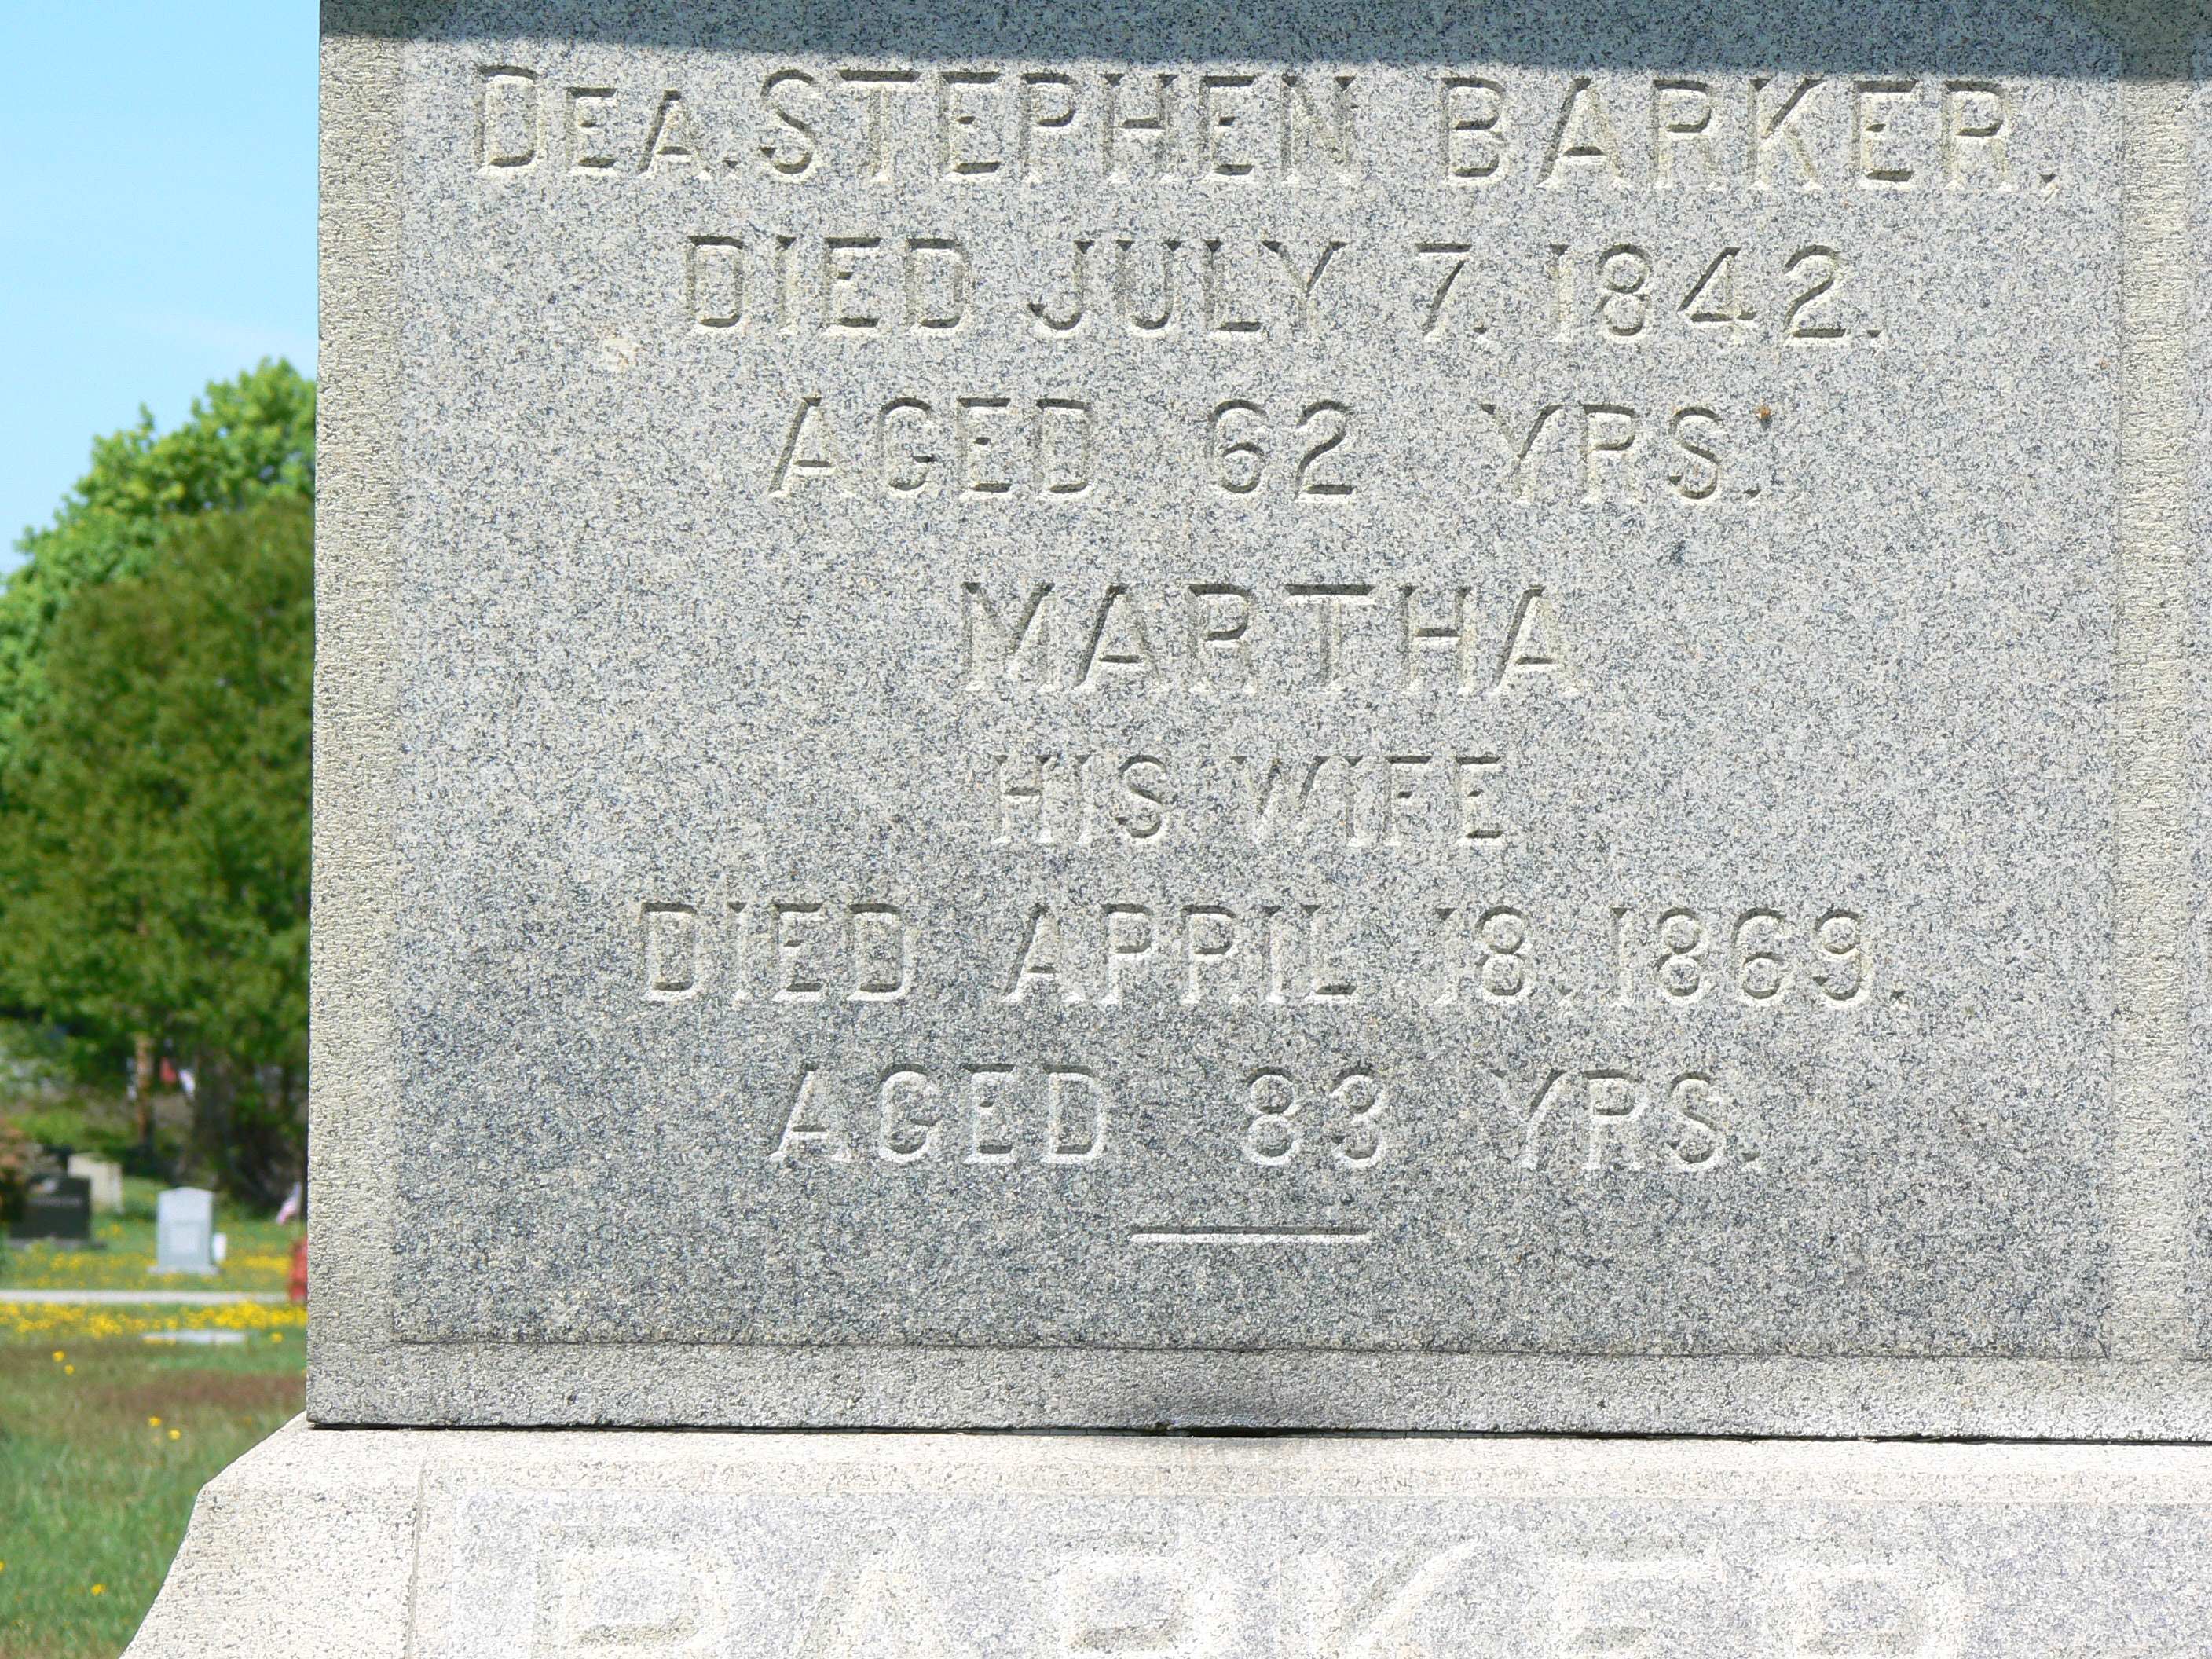 DEA. STEPHEN BARKER,
DIED JULY 7, 1842.
AGED 62 YRS.
MARTHA
HIS WIFE
DIED APRIL 18, 1869.
AGED 83 YRS.
BARKER